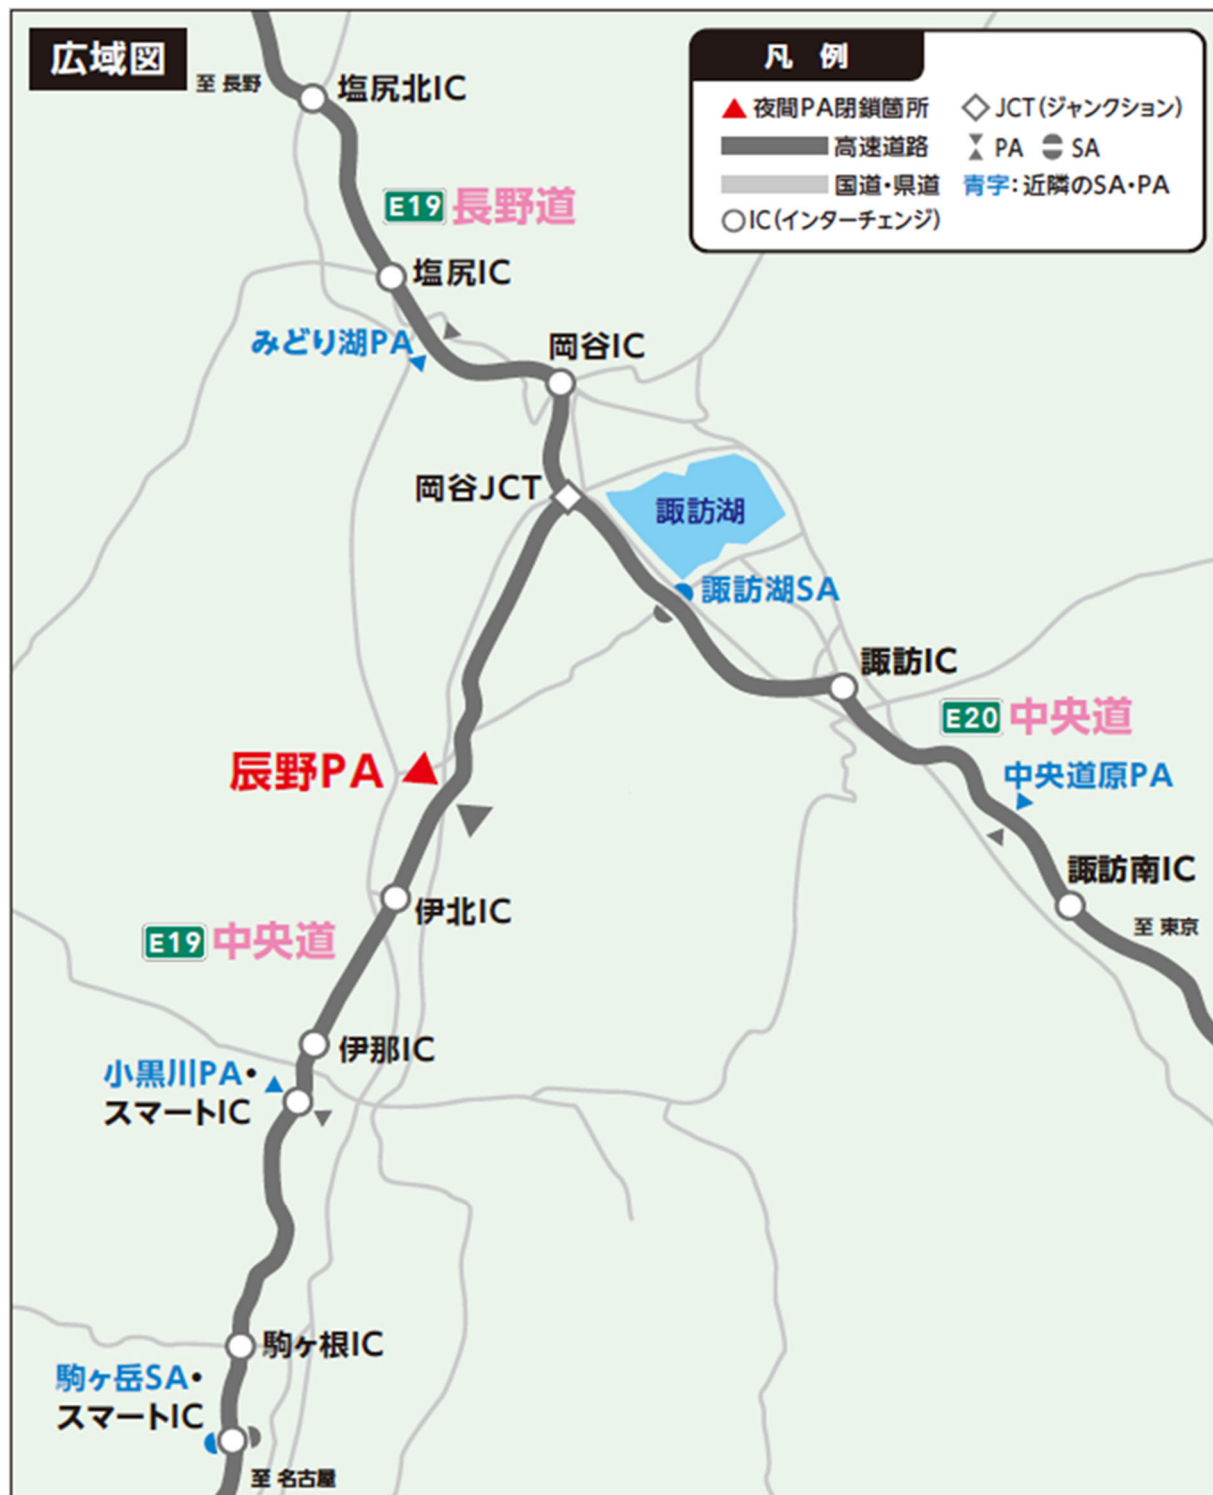 広域図
至 長野
塩尻北IC
凡 例
夜間PA閉鎖箇所
JCT(ジャンクション)
高速道路
PA
SA
国道・県道
青字:近隣のSA・PA
IC(インターチェンジ)
E19 長野道
塩尻IC
みどり湖PA
岡谷IC
岡谷JCT
諏訪湖
諏訪湖SA
諏訪IC
E20 中央道
辰野PA
中央道原PA
諏訪南IC
至 東京
伊北IC
E19 中央道
伊那IC
小黒川PA・
スマートIC
駒ヶ根IC
駒ヶ岳SA・
スマートIC
至 名古屋